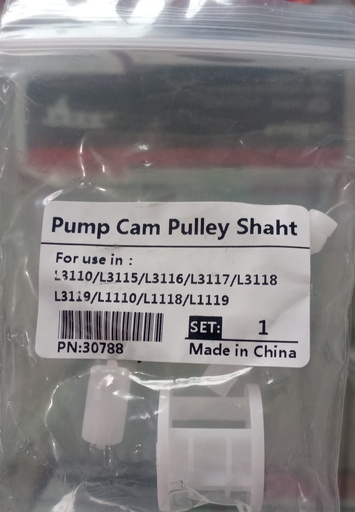 Pump Cam Pulley Shaht
For use in :
L3110/L3115/L3116/L3117/L3118
L3119/L1110/L1118/L1119
SET: 1
PN:30788
Made in China